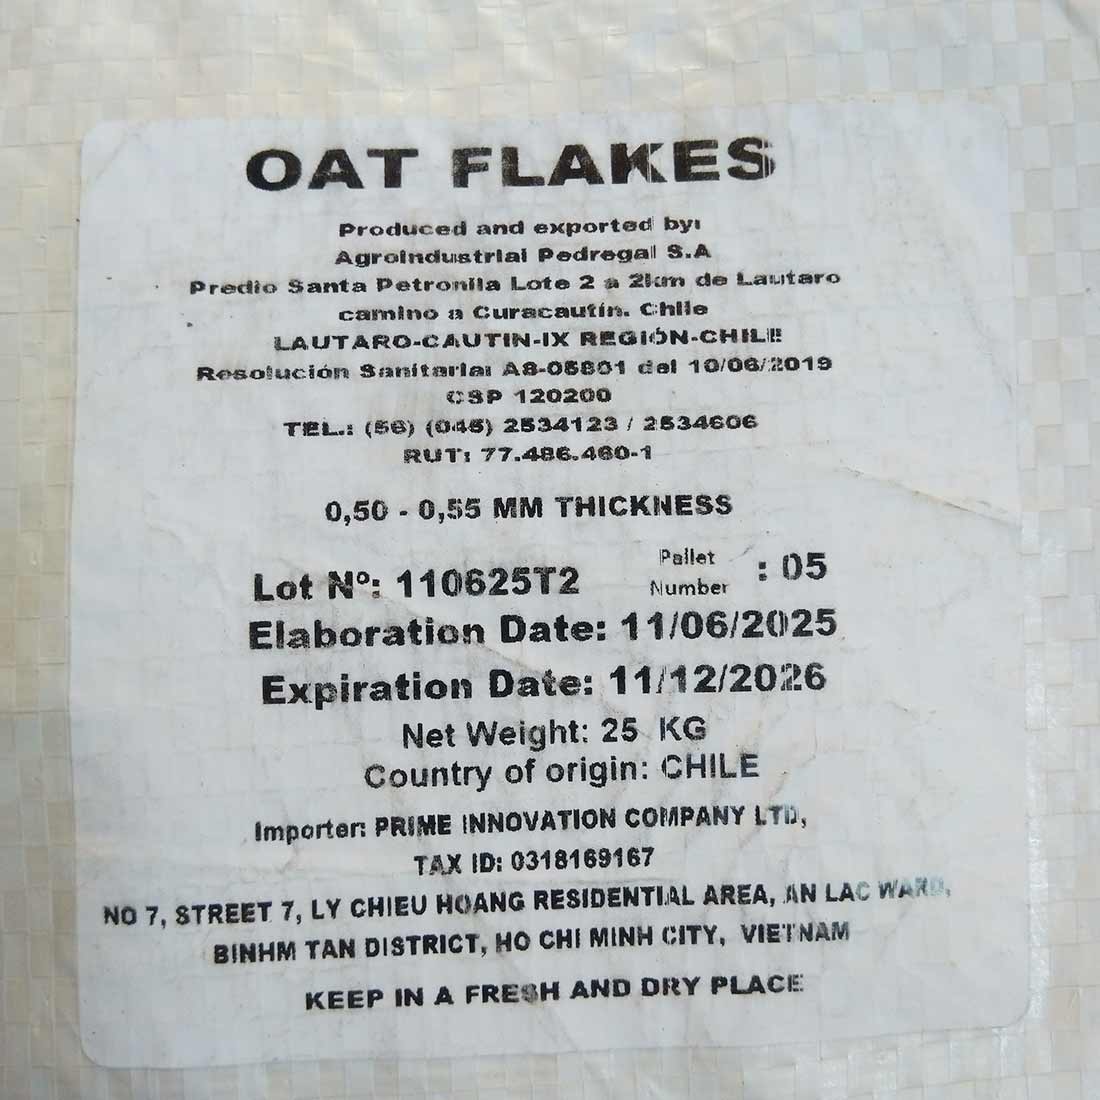 OAT FLAKES
Produced and exported by:
Agroindustrial Pedregal S.A
Predio Santa Petronila Lote 2 a 2km de Lautaro
camino a Curacautín. Chile
LAUTARO-CAUTIN-IX REGIÓN-CHILE
Resolución Sanitaria: A8-05801 del 10/06/2019
CSP 120200
TEL.: (56) (045) 2534123 / 2534606
RUT: 77.486.460-1
0,50 - 0,55 MM THICKNESS
Lot Nº: 110625T2 Pallet Number : 05
Elaboration Date: 11/06/2025
Expiration Date: 11/12/2026
Net Weight: 25 KG
Country of origin: CHILE
Importer: PRIME INNOVATION COMPANY LTD,
TAX ID: 0318169167
NO 7, STREET 7, LY CHIEU HOANG RESIDENTIAL AREA, AN LAC WARD,
BINHM TAN DISTRICT, HO CHI MINH CITY, VIETNAM
KEEP IN A FRESH AND DRY PLACE